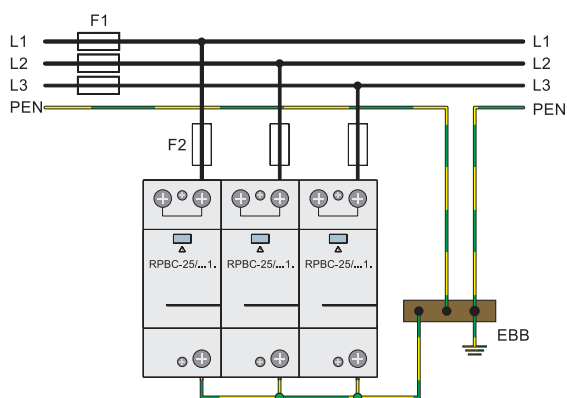 F1
L1 L1
L2 L2
L3 L3
PEN PEN
F2
RPBC-25/...1. RPBC-25/...1. RPBC-25/...1.
EBB